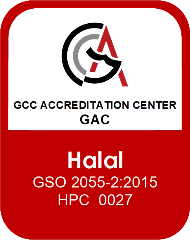 GCC ACCREDITATION CENTER
GAC
Halal
GSO 2055-2:2015
HPC 0027